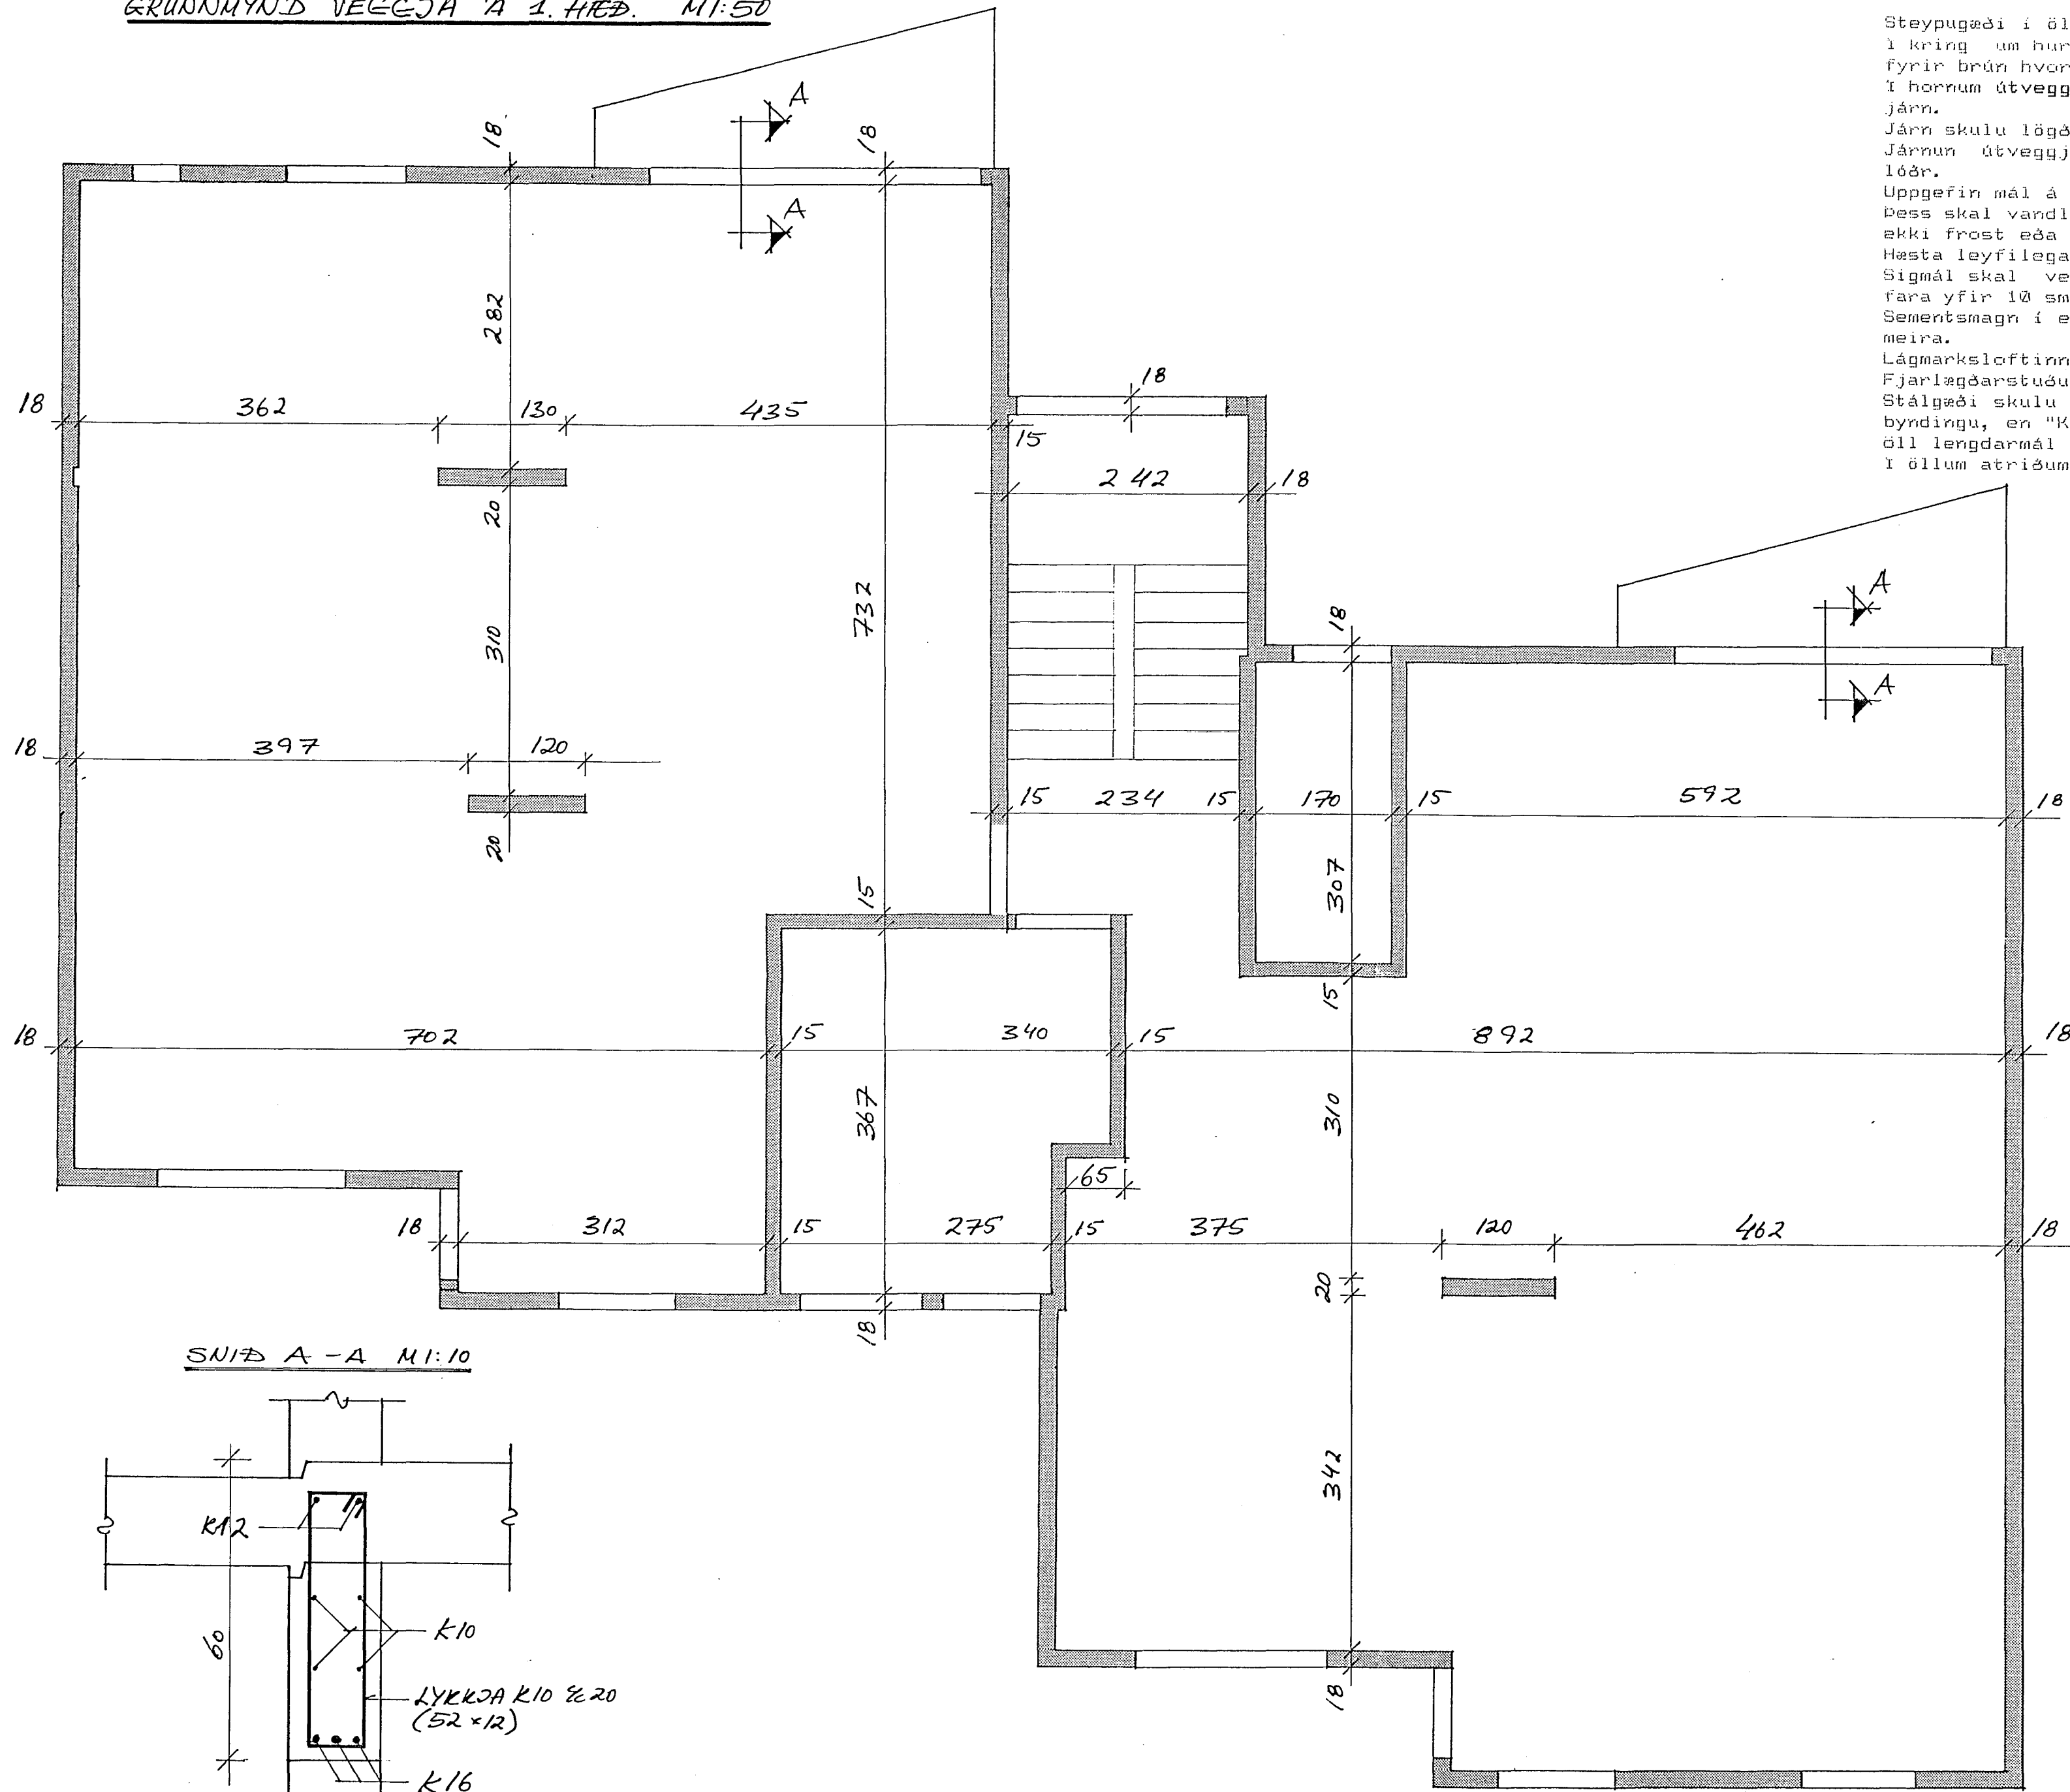 GRUNNMYND VEGGJA Á 1. HÆÐ. M1:50
Steypugæði í öl
Í kring um hur
fyrir brún hvor
Í hornum útvegg
járn.
Járn skulu lögð
Járnun útveggj
lóðr.
Uppgefin mál á
Þess skal vandl
ekki frost eða
Hæsta leyfilega
Sigmál skal ve
fara yfir 10 sm
Sementsmagn í e
meira.
Lágmarksloftinn
Fjarlægðarstuðu
Stálgæði skulu
byndingu, en "K
öll lengdarmál
Í öllum atriðum
A
A
18
18
282
18
362
130
435
15
18
20
242
18
310
732
18
A
A
18
397
120
20
15
234
15
170
15
592
18
15
307
15
18
702
15
340
15
892
18
367
310
65
18
312
15
275
15
375
120
462
18
20
18
342
18
SNIÐ A-A M1:10
K12
60
K10
LYKKJA K10 c/c 20
(52×12)
K16